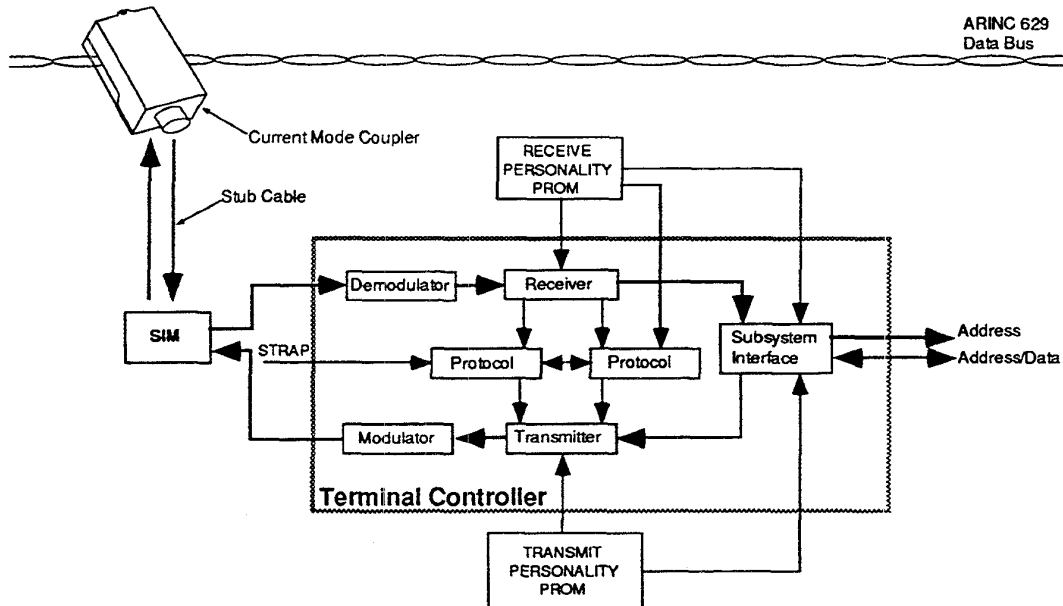 ARINC 629
Data Bus
Current Mode Coupler
RECEIVE
PERSONALITY
PROM
Stub Cable
Demodulator
Receiver
SIM
STRAP
Protocol
Protocol
Subsystem
Interface
Address
Address/Data
Modulator
Transmitter
Terminal Controller
TRANSMIT
PERSONALITY
PROM